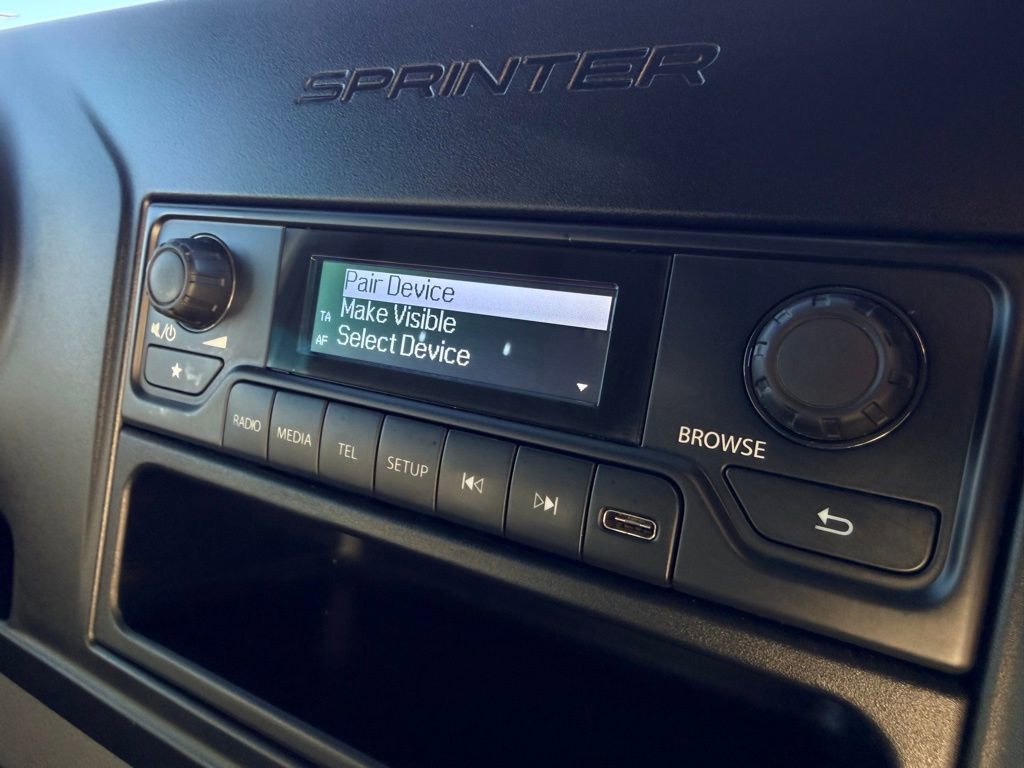 SPRINTER
Pair Device
TA Make Visible
AF Select Device
RADIO MEDIA TEL SETUP
BROWSE